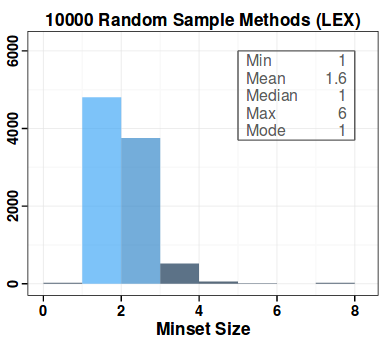 10000 Random Sample Methods (LEX)
6000
4000
2000
0
Min 1
Mean 1.6
Median 1
Max 6
Mode 1
0 2 4 6 8
Minset Size